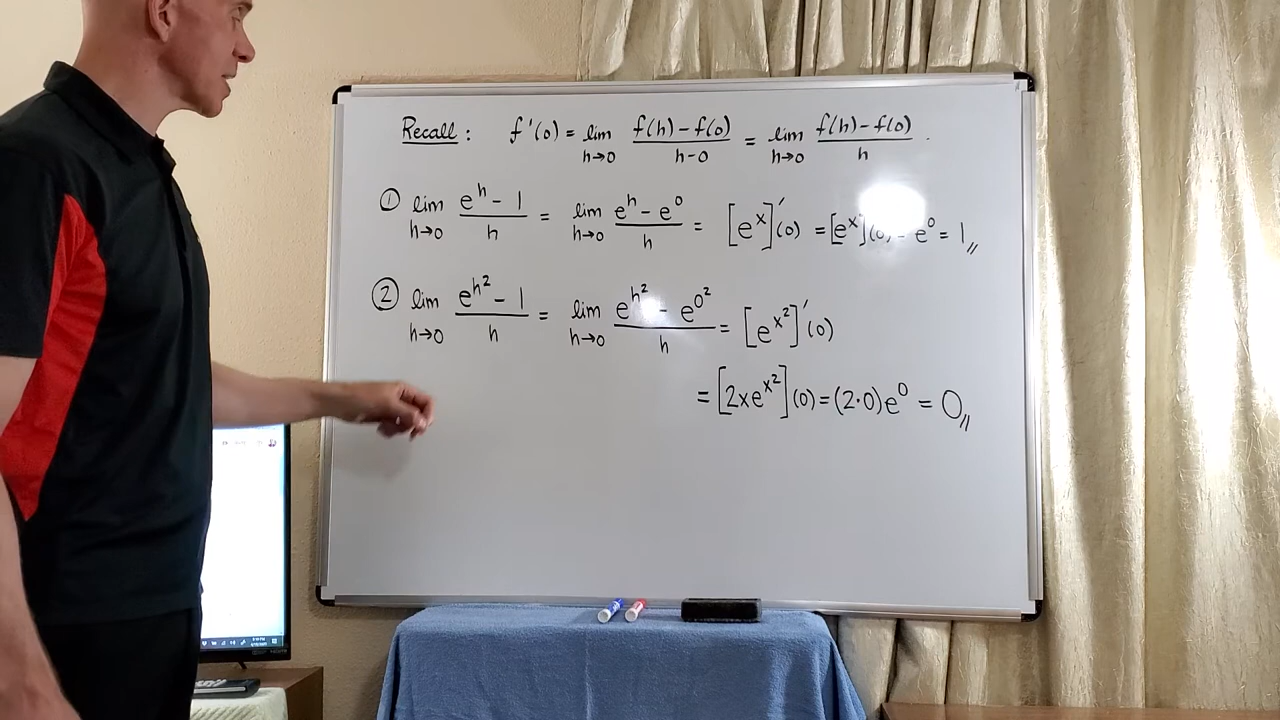 Recall: f'(0) = lim h→0 f(h)-f(0) / h-0 = lim h→0 f(h)-f(0) / h .
① lim h→0 e^h - 1 / h = lim h→0 e^h - e^0 / h = [e^x]'(0) = [e^x](0) = e^0 = 1 //
② lim h→0 e^h² - 1 / h = lim h→0 e^h² - e^0² / h = [e^x²]'(0)
= [2xe^x²](0) = (2·0)e^0 = 0 //